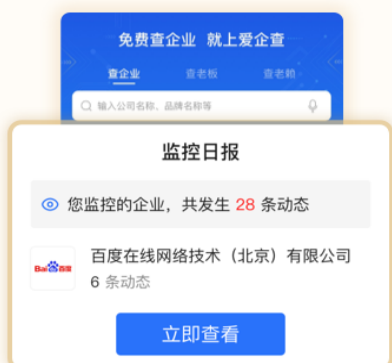 免费查企业 就上爱企查
查企业 查老板 查老赖
输入公司名称、品牌名称等
监控日报
您监控的企业，共发生 28 条动态
Bai百度
百度在线网络技术（北京）有限公司
6 条动态
立即查看